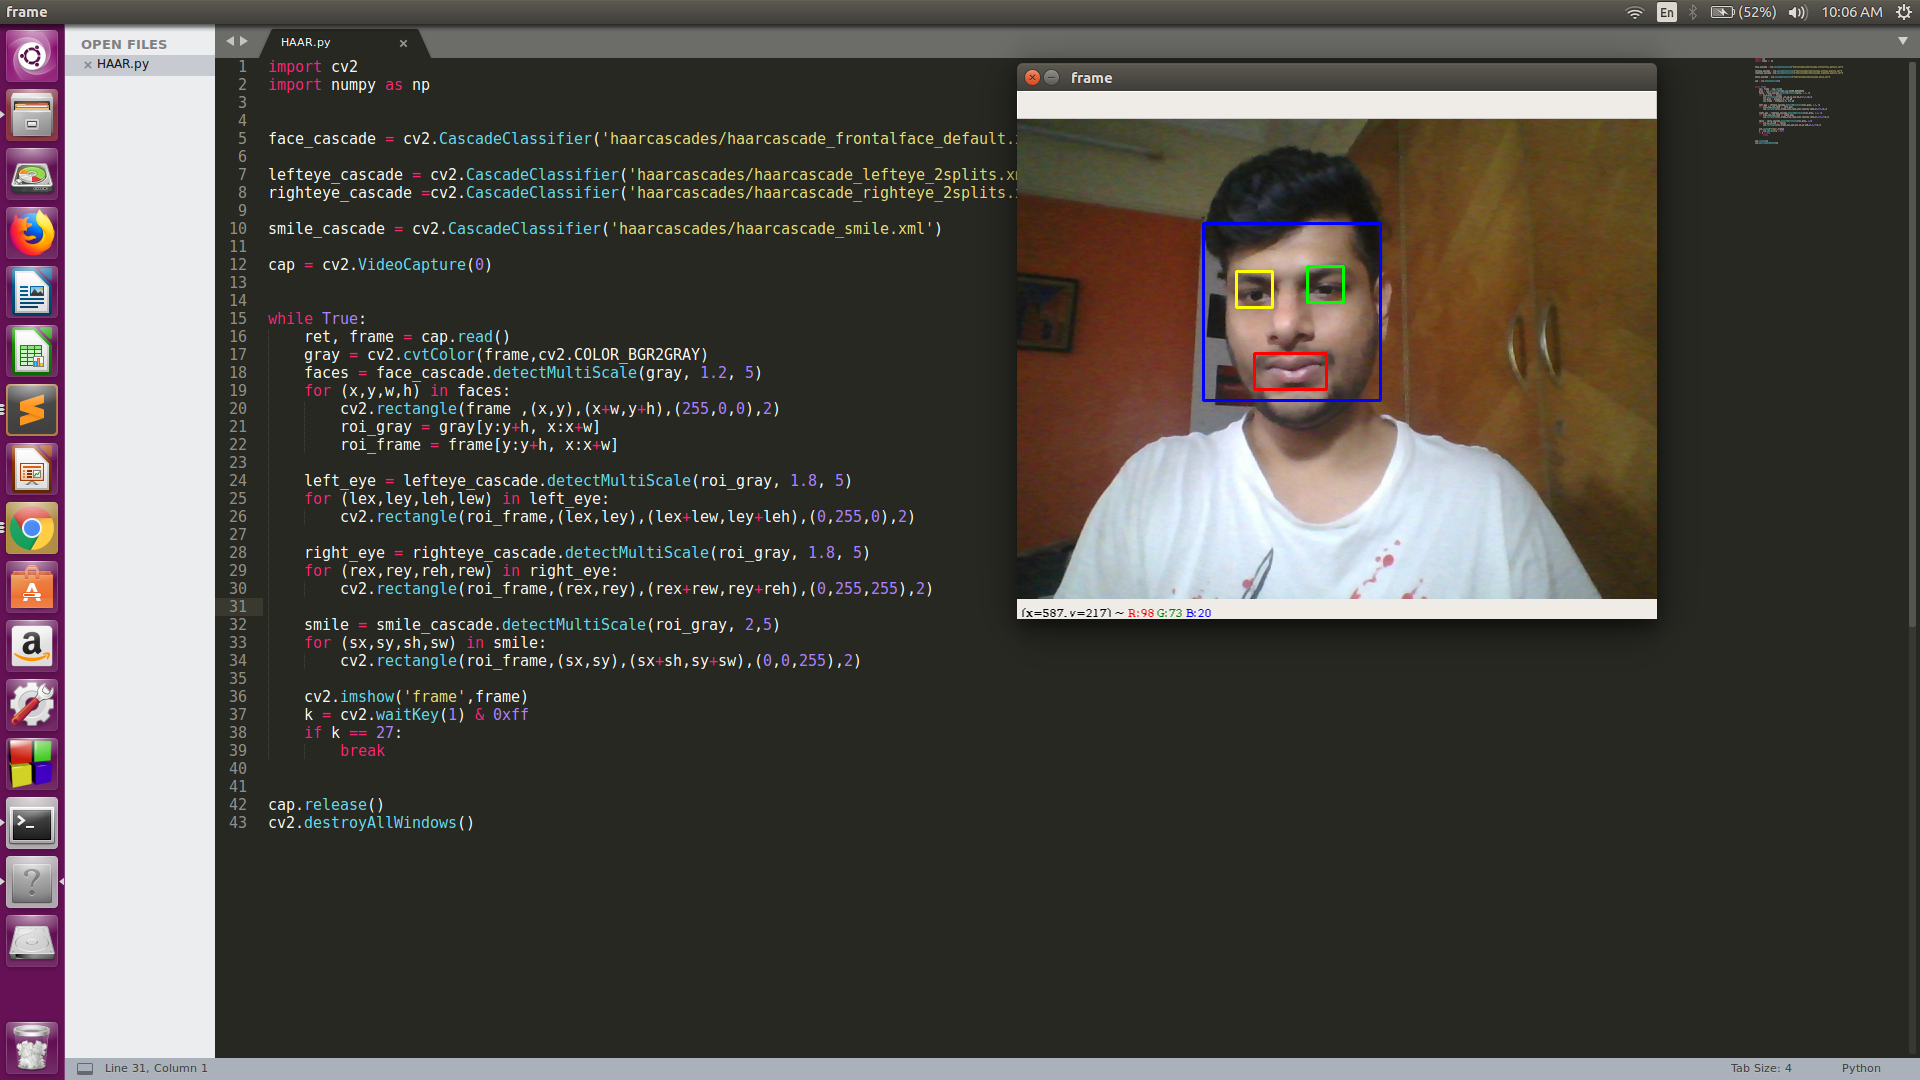 frame
En
(52%)
10:06 AM
OPEN FILES
HAAR.py
HAAR.py
1 import cv2
2 import numpy as np
3
4
5 face_cascade = cv2.CascadeClassifier('haarcascades/haarcascade_frontalface_default.
6
7 lefteye_cascade = cv2.CascadeClassifier('haarcascades/haarcascade_lefteye_2splits.xm
8 righteye_cascade =cv2.CascadeClassifier('haarcascades/haarcascade_righteye_2splits.
9
10 smile_cascade = cv2.CascadeClassifier('haarcascades/haarcascade_smile.xml')
11
12 cap = cv2.VideoCapture(0)
13
14
15 while True:
16 ret, frame = cap.read()
17 gray = cv2.cvtColor(frame,cv2.COLOR_BGR2GRAY)
18 faces = face_cascade.detectMultiScale(gray, 1.2, 5)
19 for (x,y,w,h) in faces:
20 cv2.rectangle(frame ,(x,y),(x+w,y+h),(255,0,0),2)
21 roi_gray = gray[y:y+h, x:x+w]
22 roi_frame = frame[y:y+h, x:x+w]
23
24 left_eye = lefteye_cascade.detectMultiScale(roi_gray, 1.8, 5)
25 for (lex,ley,leh,lew) in left_eye:
26 cv2.rectangle(roi_frame,(lex,ley),(lex+lew,ley+leh),(0,255,0),2)
27
28 right_eye = righteye_cascade.detectMultiScale(roi_gray, 1.8, 5)
29 for (rex,rey,reh,rew) in right_eye:
30 cv2.rectangle(roi_frame,(rex,rey),(rex+rew,rey+reh),(0,255,255),2)
31
32 smile = smile_cascade.detectMultiScale(roi_gray, 2,5)
33 for (sx,sy,sh,sw) in smile:
34 cv2.rectangle(roi_frame,(sx,sy),(sx+sh,sy+sw),(0,0,255),2)
35
36 cv2.imshow('frame',frame)
37 k = cv2.waitKey(1) & 0xff
38 if k == 27:
39 break
40
41
42 cap.release()
43 cv2.destroyAllWindows()
frame
(x=587, y=217) ~ R:98 G:73 B:20
Line 31, Column 1
Tab Size: 4
Python